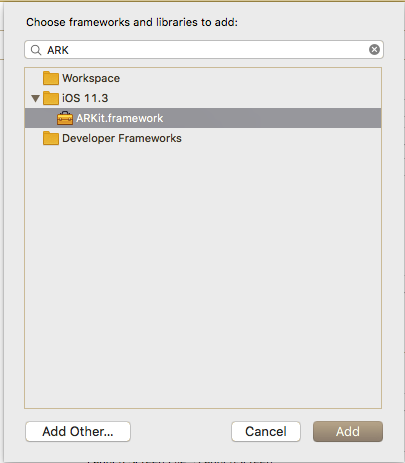 Choose frameworks and libraries to add:
ARK
Workspace
iOS 11.3
ARKit.framework
Developer Frameworks
Add Other...
Cancel
Add